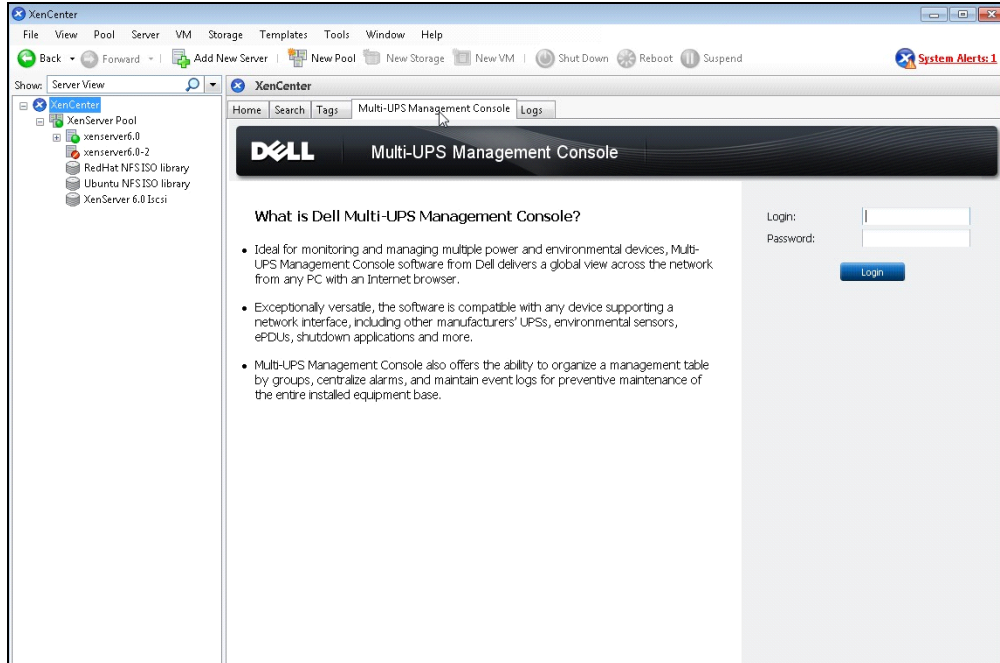 XenCenter
File View Pool Server VM Storage Templates Tools Window Help
Back Forward Add New Server New Pool New Storage New VM Shut Down Reboot Suspend System Alerts: 1
Show: Server View
XenCenter
XenServer Pool
xenserver6.0
xenserver6.0-2
RedHat NFS ISO library
Ubuntu NFS ISO library
XenServer 6.0 Iscsi
XenCenter
Home Search Tags Multi-UPS Management Console Logs
DELL Multi-UPS Management Console
What is Dell Multi-UPS Management Console?
• Ideal for monitoring and managing multiple power and environmental devices, Multi-
UPS Management Console software from Dell delivers a global view across the network
from any PC with an Internet browser.
• Exceptionally versatile, the software is compatible with any device supporting a
network interface, including other manufacturers' UPSs, environmental sensors,
ePDUs, shutdown applications and more.
• Multi-UPS Management Console also offers the ability to organize a management table
by groups, centralize alarms, and maintain event logs for preventive maintenance of
the entire installed equipment base.
Login:
Password:
Login